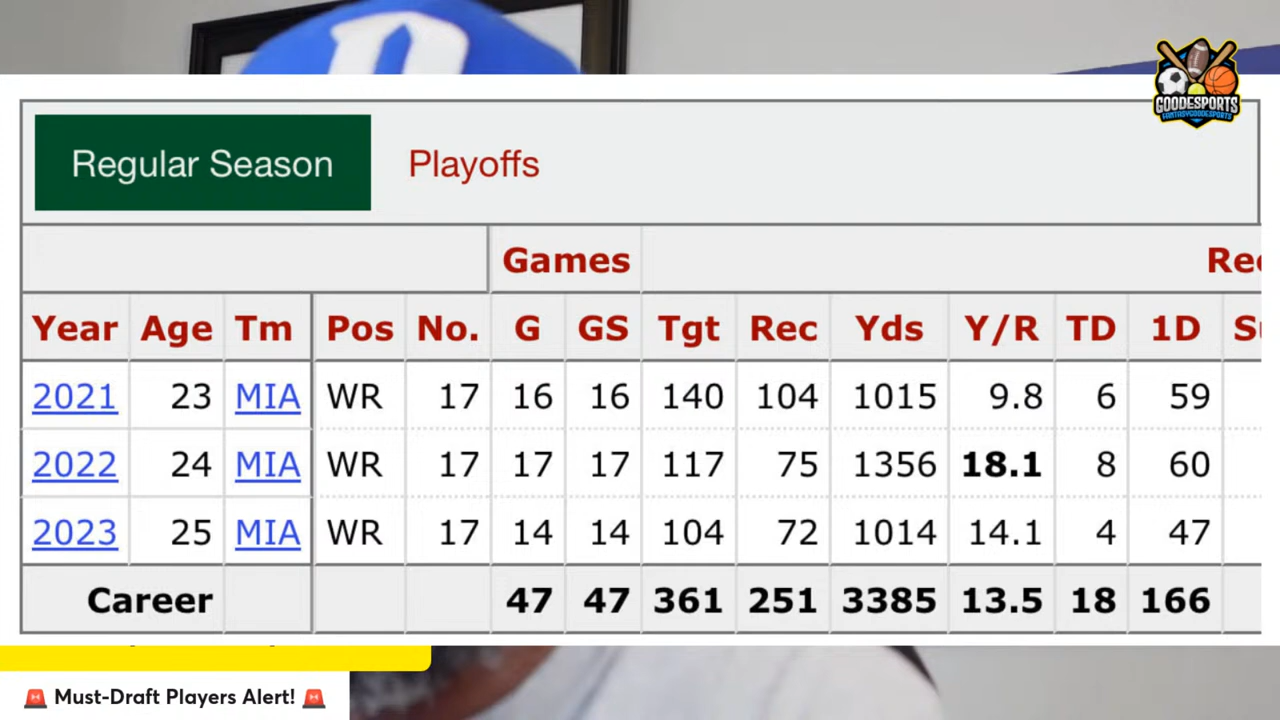 GOODESPORTS
FANTASYGOODESPORTS
Regular Season Playoffs
Games Rec
Year Age Tm Pos No. G GS Tgt Rec Yds Y/R TD 1D
2021 23 MIA WR 17 16 16 140 104 1015 9.8 6 59
2022 24 MIA WR 17 17 17 117 75 1356 18.1 8 60
2023 25 MIA WR 17 14 14 104 72 1014 14.1 4 47
Career 47 47 361 251 3385 13.5 18 166
🚨 Must-Draft Players Alert! 🚨